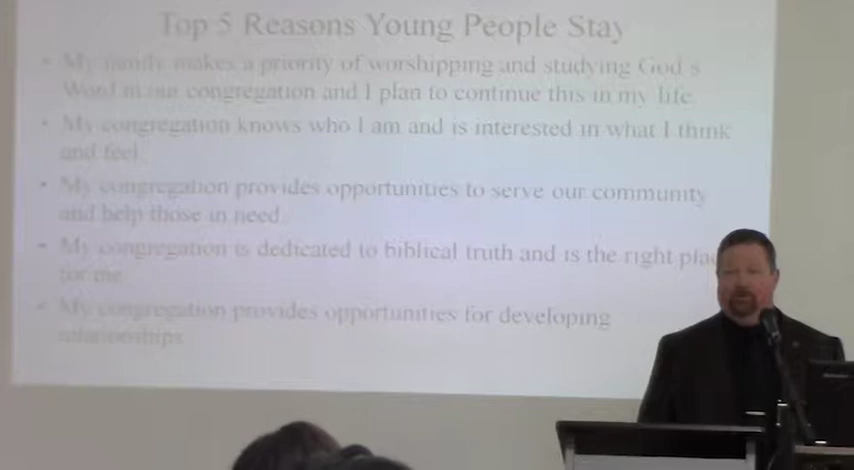 Top 5 Reasons Young People Stay
• My family makes a priority of worshipping and studying God s
Word in our congregation and I plan to continue this in my life
• My congregation knows who I am and is interested in what I think
and feel
• My congregation provides opportunities to serve our community
and help those in need
• My congregation is dedicated to biblical truth and is the right
for me
• My congregation provides opportunities for developing
relationships